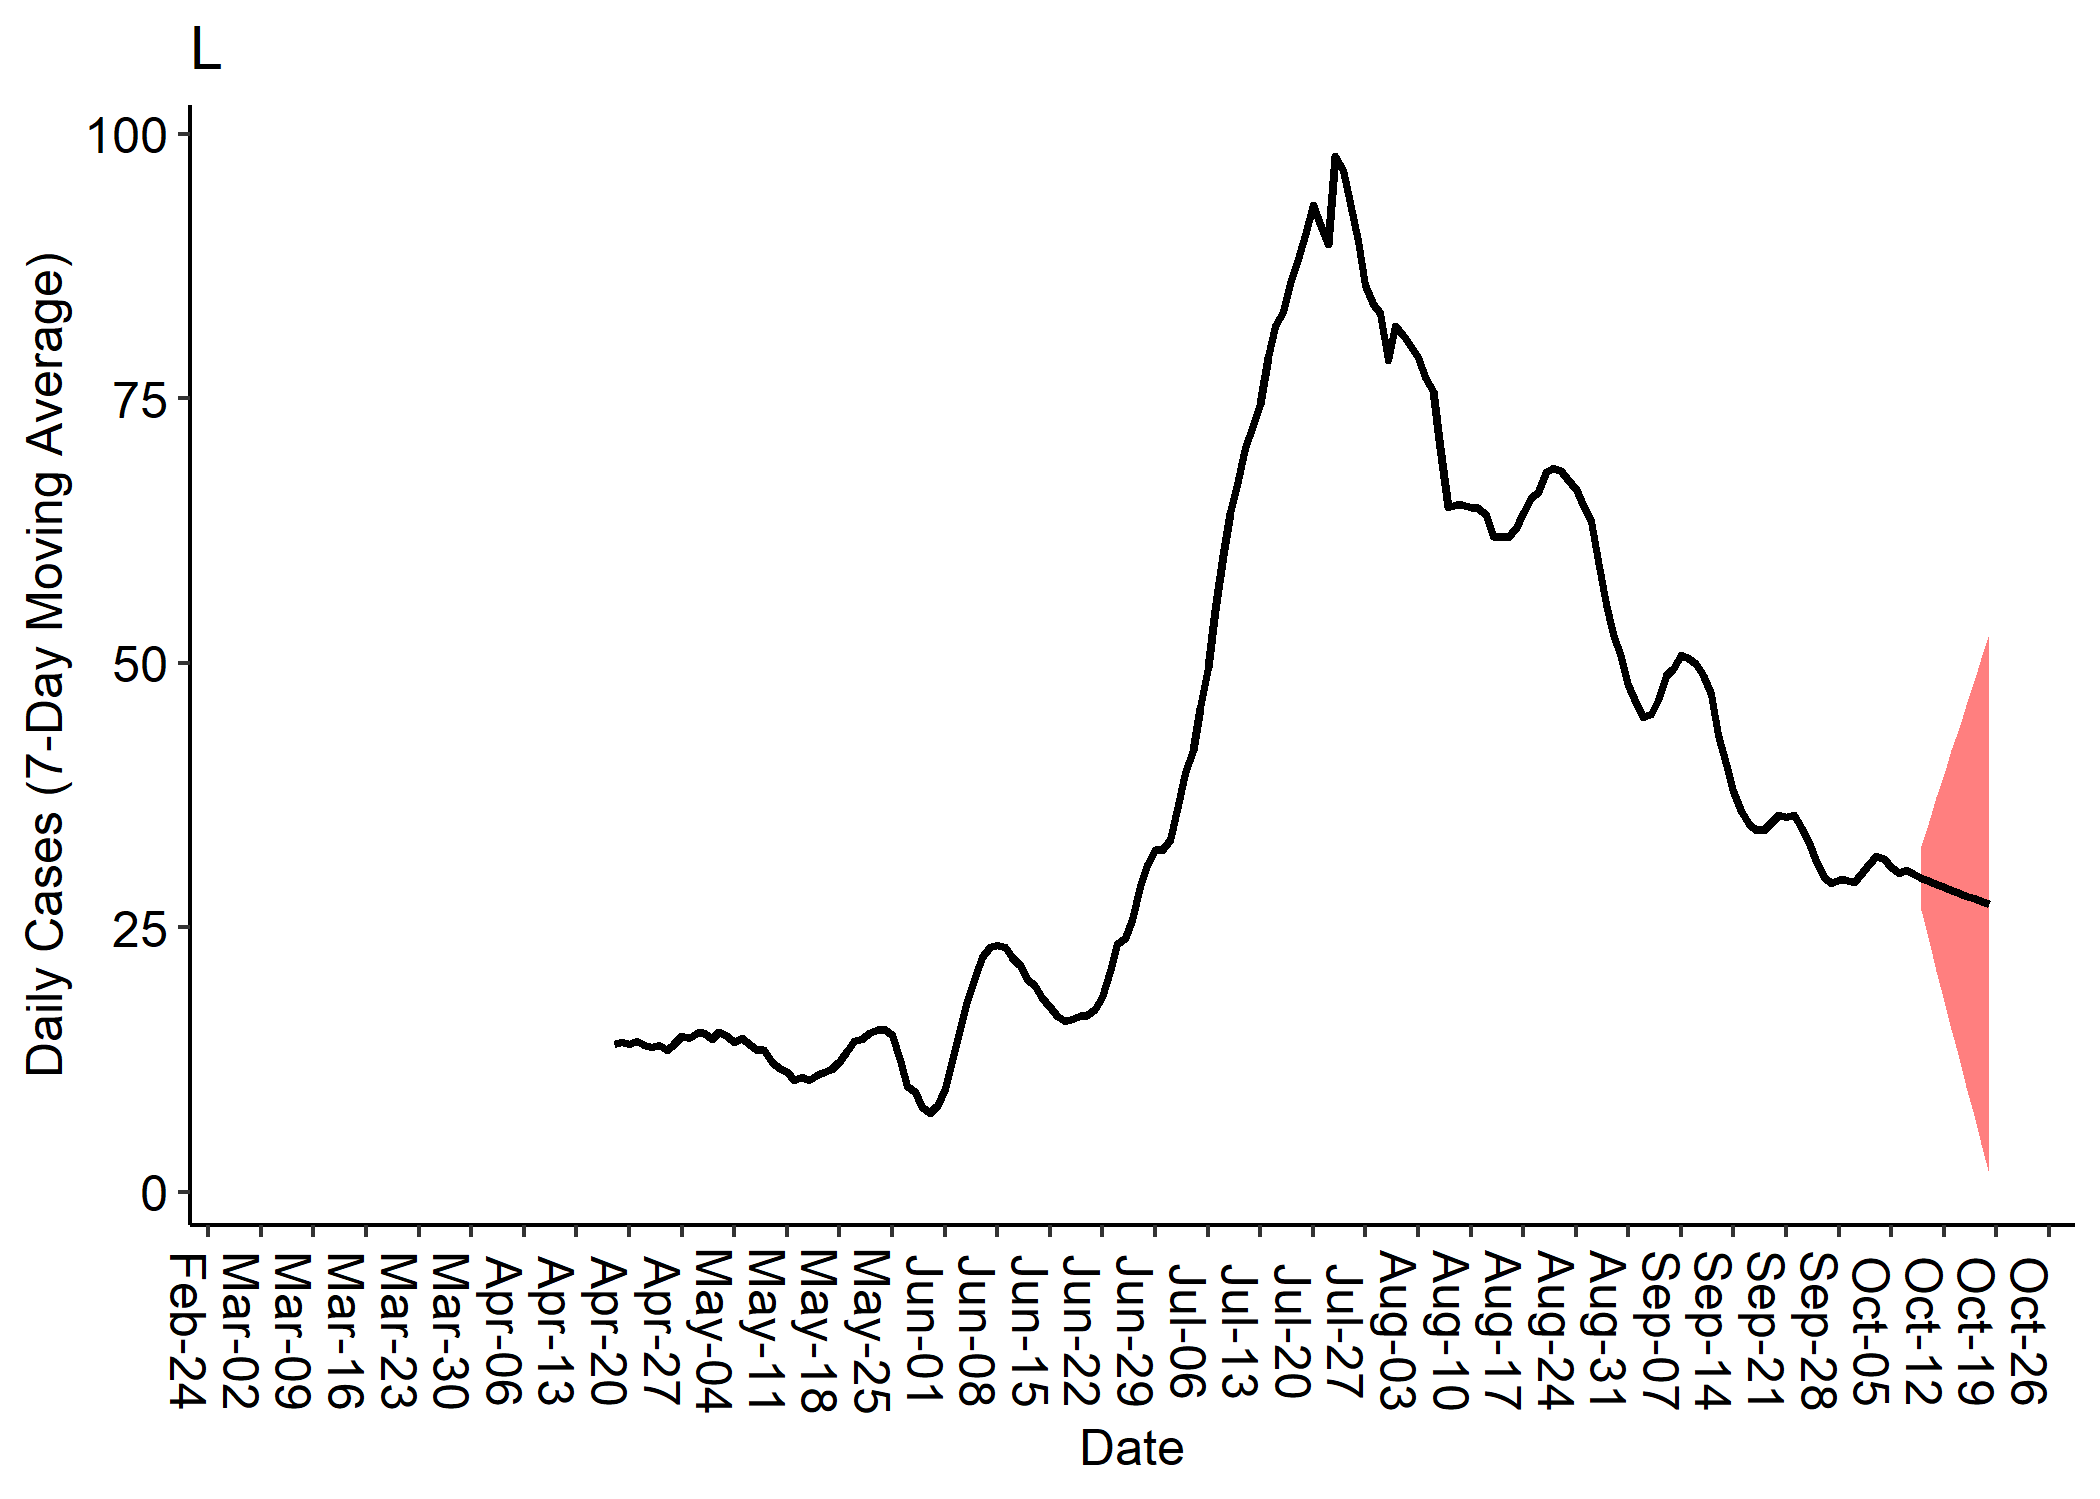 L
100
75
50
25
0
Daily Cases (7-Day Moving Average)
Feb-24
Mar-02
Mar-09
Mar-16
Mar-23
Mar-30
Apr-06
Apr-13
Apr-20
Apr-27
May-04
May-11
May-18
May-25
Jun-01
Jun-08
Jun-15
Jun-22
Jun-29
Jul-06
Jul-13
Jul-20
Jul-27
Aug-03
Aug-10
Aug-17
Aug-24
Aug-31
Sep-07
Sep-14
Sep-21
Sep-28
Oct-05
Oct-12
Oct-19
Oct-26
Date